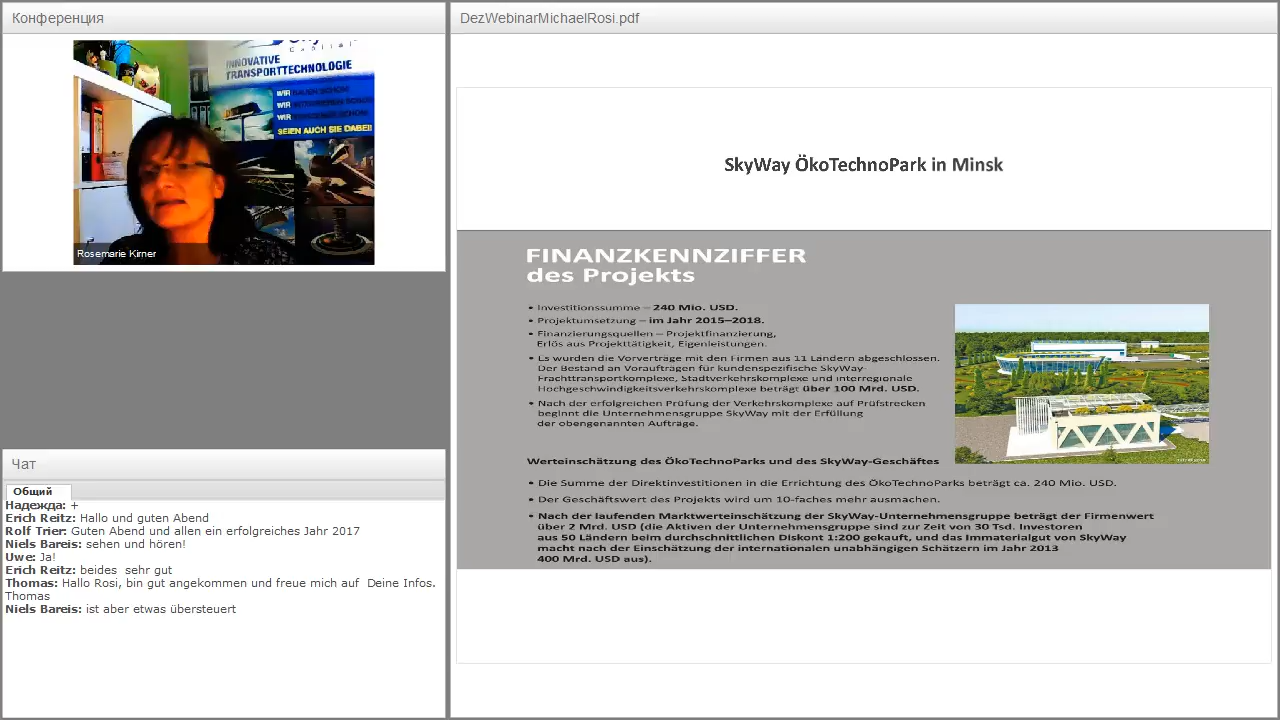 Конференция
Capital
INNOVATIVE
TRANSPORTTECHNOLOGIE
WIR BAUEN SCHON!
WIR
WIR
SEIEN AUCH SIE DABEI!
Rosemarie Kirner
Чат
Общий
Надежда: +
Erich Reitz: Hallo und guten Abend
Rolf Trier: Guten Abend und allen ein erfolgreiches Jahr 2017
Niels Bareis: sehen und hören!
Uwe: Ja!
Erich Reitz: beides sehr gut
Thomas: Hallo Rosi, bin gut angekommen und freue mich auf Deine Infos.
Thomas
Niels Bareis: ist aber etwas übersteuert
DezWebinarMichaelRosi.pdf
SkyWay ÖkoTechnoPark in Minsk
FINANZKENNZIFFER
des Projekts
• Investitionssumme – 240 Mio. USD.
• Projektumsetzung – im Jahr 2015–2018.
• Finanzierungsquellen – Projektfinanzierung,
Erlös aus Projekttätigkeit, Eigenleistungen.
• Es wurden die Vorverträge mit den Firmen aus 11 Ländern abgeschlossen.
Der Bestand an Voraufträgen für kundenspezifische SkyWay-
Frachttransportkomplexe, Stadtverkehrskomplexe und interregionale
Hochgeschwindigkeitsverkehrskomplexe beträgt über 100 Mrd. USD.
• Nach der erfolgreichen Prüfung der Verkehrskomplexe auf Prüfstrecken
beginnt die Unternehmensgruppe SkyWay mit der Erfüllung
der obengenannten Aufträge.
Werteinschätzung des ÖkoTechnoParks und des SkyWay-Geschäftes
• Die Summe der Direktinvestitionen in die Errichtung des ÖkoTechnoParks beträgt ca. 240 Mio. USD.
• Der Geschäftswert des Projekts wird um 10-faches mehr ausmachen.
• Nach der laufenden Marktwerteinschätzung der SkyWay-Unternehmensgruppe beträgt der Firmenwert
über 2 Mrd. USD (die Aktiven der Unternehmensgruppe sind zur Zeit von 30 Tsd. Investoren
aus 50 Ländern beim durchschnittlichen Diskont 1:200 gekauft, und das Immaterialgut von SkyWay
macht nach der Einschätzung der internationalen unabhängigen Schätzern im Jahr 2013
400 Mrd. USD aus).